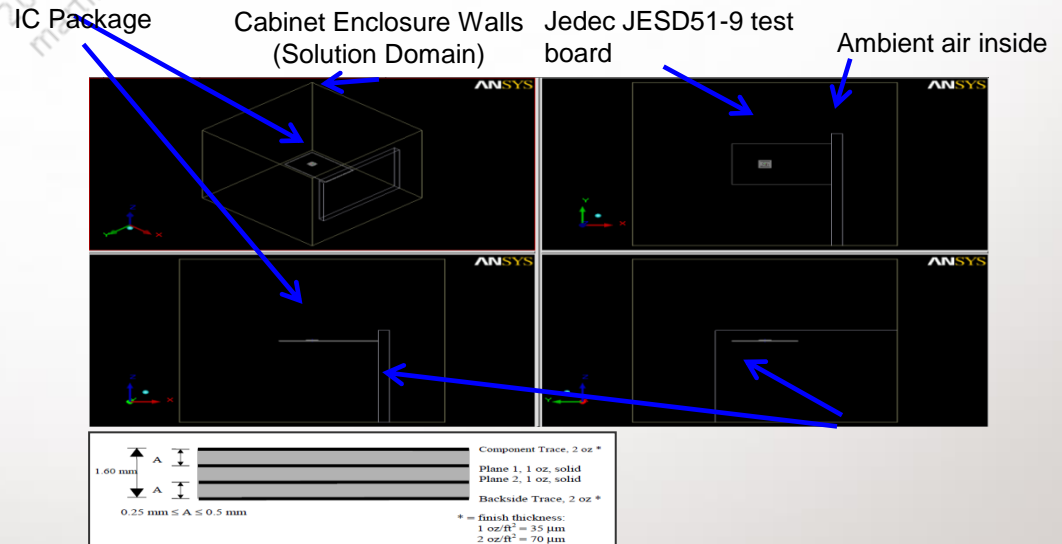 IC Package
Cabinet Enclosure Walls
(Solution Domain)
Jedec JESD51-9 test
board
Ambient air inside
ANSYS
ANSYS
ANSYS
ANSYS
1.60 mm
A
A
0.25 mm ≤ A ≤ 0.5 mm
Component Trace, 2 oz *
Plane 1, 1 oz, solid
Plane 2, 1 oz, solid
Backside Trace, 2 oz *
* = finish thickness:
1 oz/ft² = 35 µm
2 oz/ft² = 70 µm